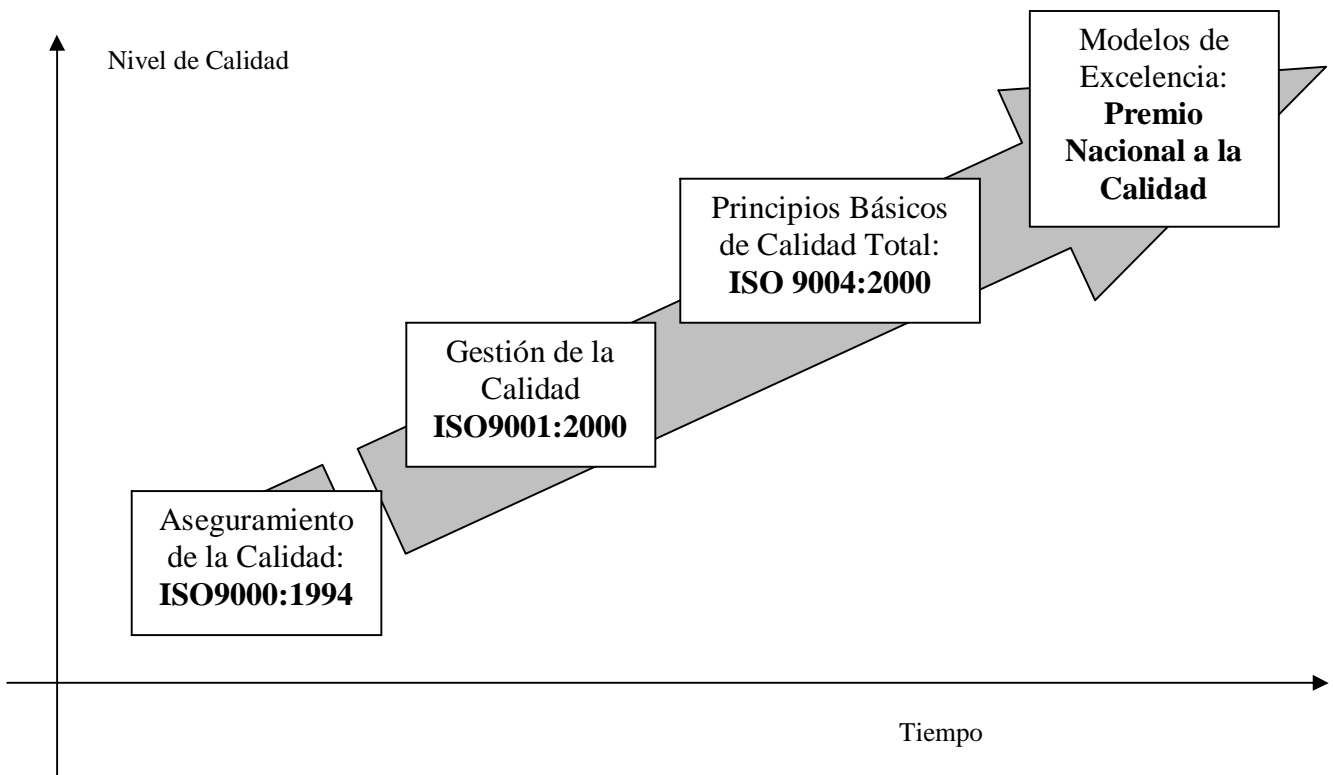 Nivel de Calidad
Modelos de
Excelencia:
Premio
Nacional a la
Calidad
Principios Básicos
de Calidad Total:
ISO 9004:2000
Gestión de la
Calidad
ISO9001:2000
Aseguramiento
de la Calidad:
ISO9000:1994
Tiempo